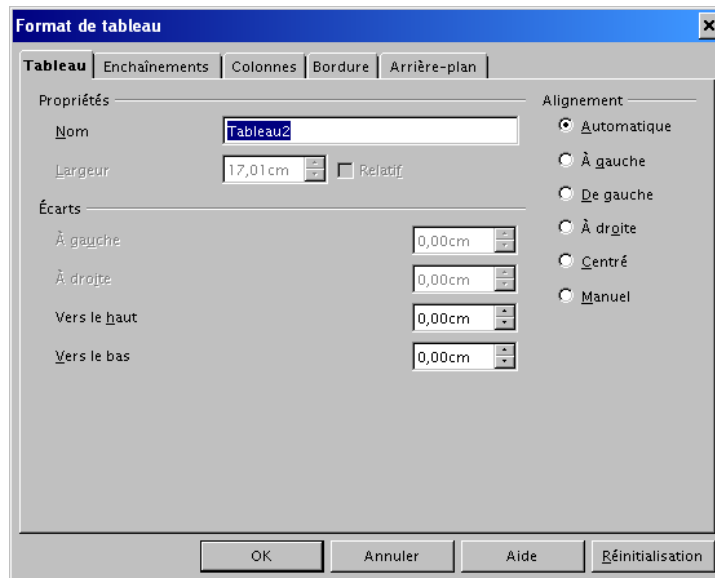 Format de tableau
Tableau Enchaînements Colonnes Bordure Arrière-plan
Propriétés
Nom Tableau2
Largeur 17,01cm Relatif
Écarts
À gauche 0,00cm
À droite 0,00cm
Vers le haut 0,00cm
Vers le bas 0,00cm
Alignement
Automatique
À gauche
De gauche
À droite
Centré
Manuel
OK Annuler Aide Réinitialisation